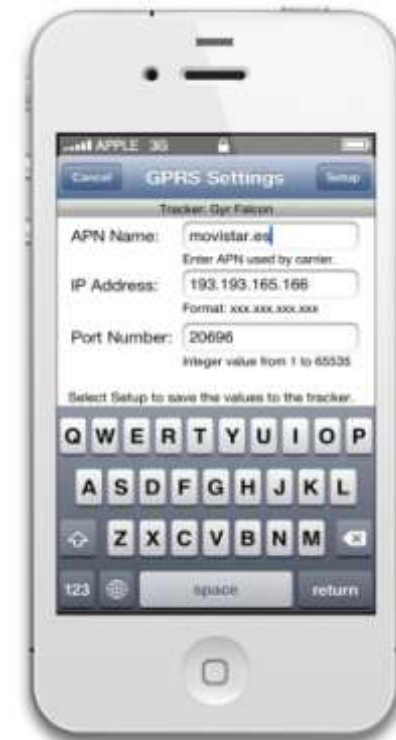 APPLE 3G
Cancel GPRS Settings Setup
Tracker: Gyr Falcon
APN Name: movistar.es
Enter APN used by carrier.
IP Address: 193.193.165.166
Format: xxx.xxx.xxx.xxx
Port Number: 20696
Integer value from 1 to 65535
Select Setup to save the values to the tracker.
Q W E R T Y U I O P
A S D F G H J K L
Z X C V B N M
123 space return